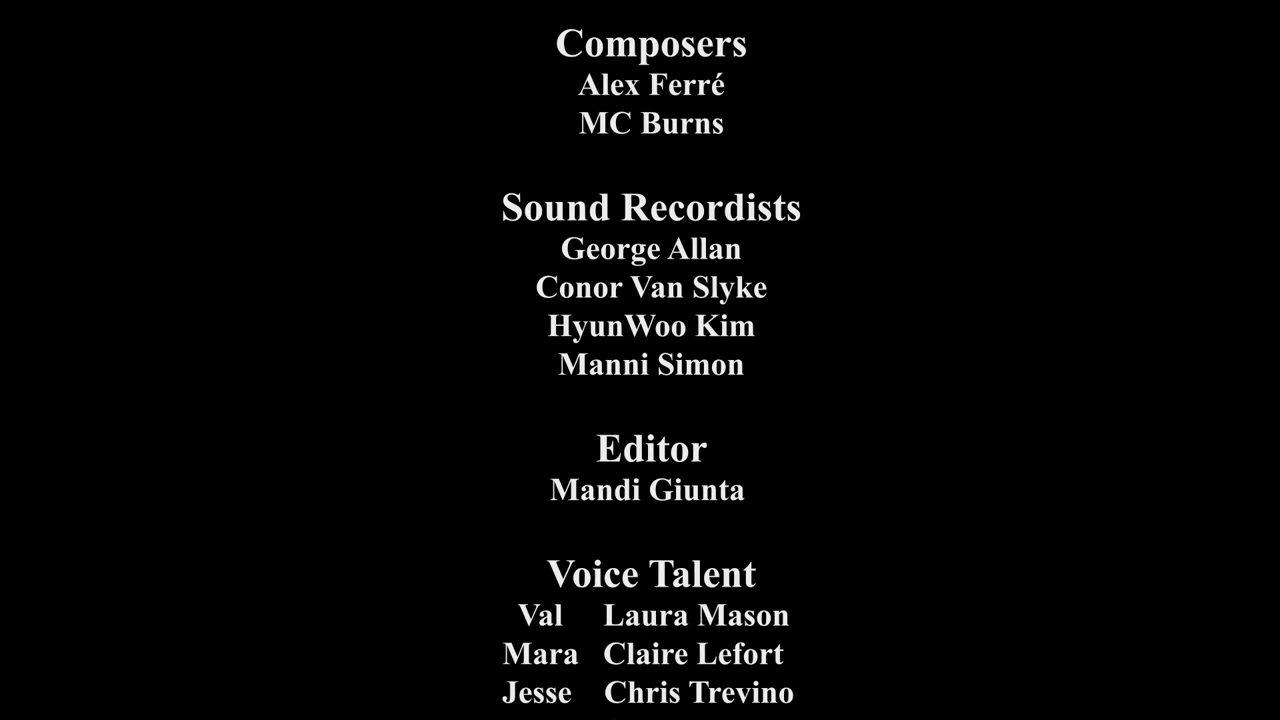 Composers
Alex Ferré
MC Burns
Sound Recordists
George Allan
Conor Van Slyke
HyunWoo Kim
Manni Simon
Editor
Mandi Giunta
Voice Talent
Val Laura Mason
Mara Claire Lefort
Jesse Chris Trevino